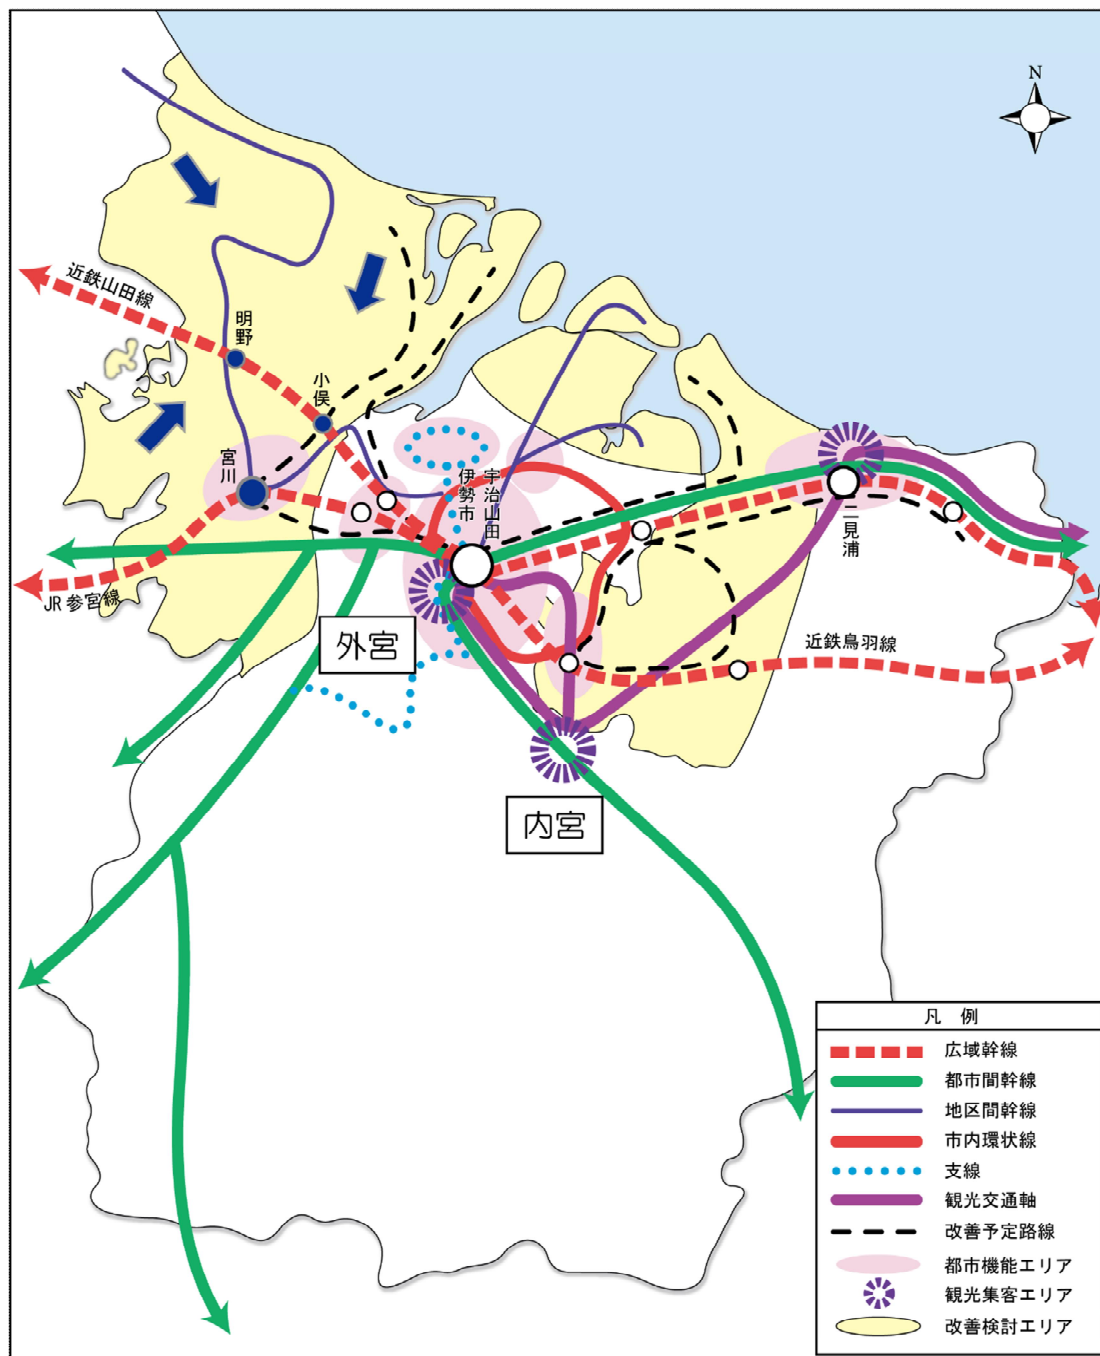 N
近鉄山田線
明野
小俣
宮川
伊勢市
宇治山田
二見浦
JR参宮線
外宮
近鉄鳥羽線
内宮
凡 例
広域幹線
都市間幹線
地区間幹線
市内環状線
支線
観光交通軸
改善予定路線
都市機能エリア
観光集客エリア
改善検討エリア